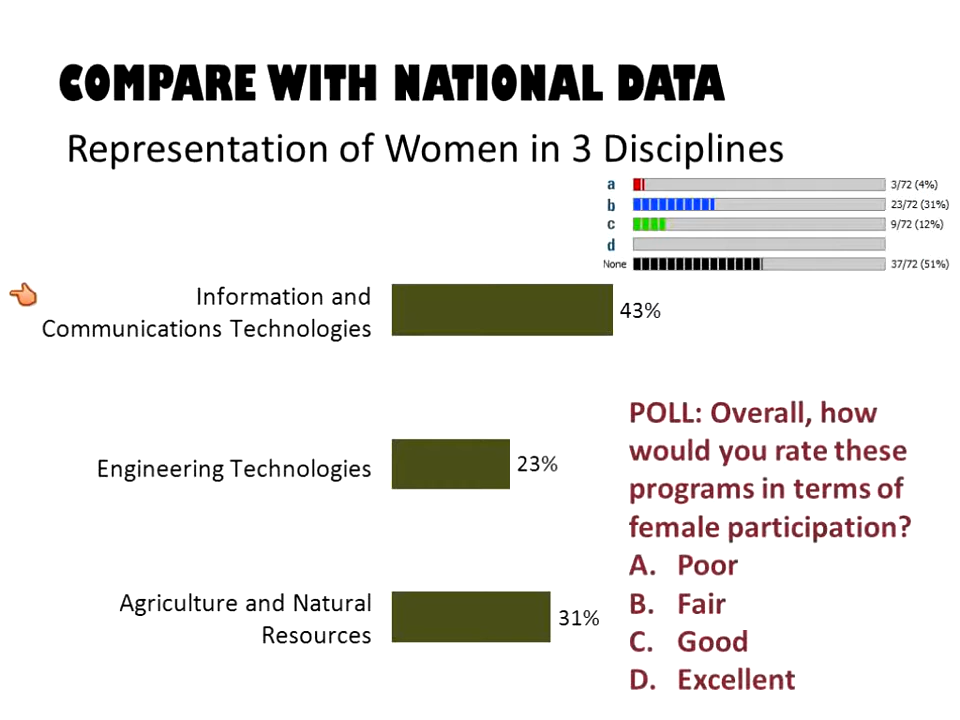 COMPARE WITH NATIONAL DATA
Representation of Women in 3 Disciplines
a 3/72 (4%)
b 23/72 (31%)
c 9/72 (12%)
d
None 37/72 (51%)
Information and
Communications Technologies
43%
Engineering Technologies
23%
Agriculture and Natural
Resources
31%
POLL: Overall, how
would you rate these
programs in terms of
female participation?
A. Poor
B. Fair
C. Good
D. Excellent